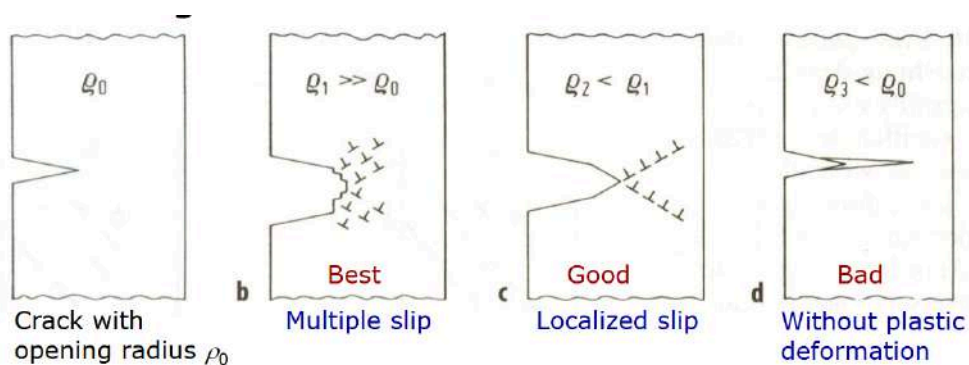 ϱ₀
ϱ₁ >> ϱ₀
ϱ₂ < ϱ₁
ϱ₃ < ϱ₀
Best
Good
Bad
b
c
d
Crack with
opening radius ρ₀
Multiple slip
Localized slip
Without plastic
deformation